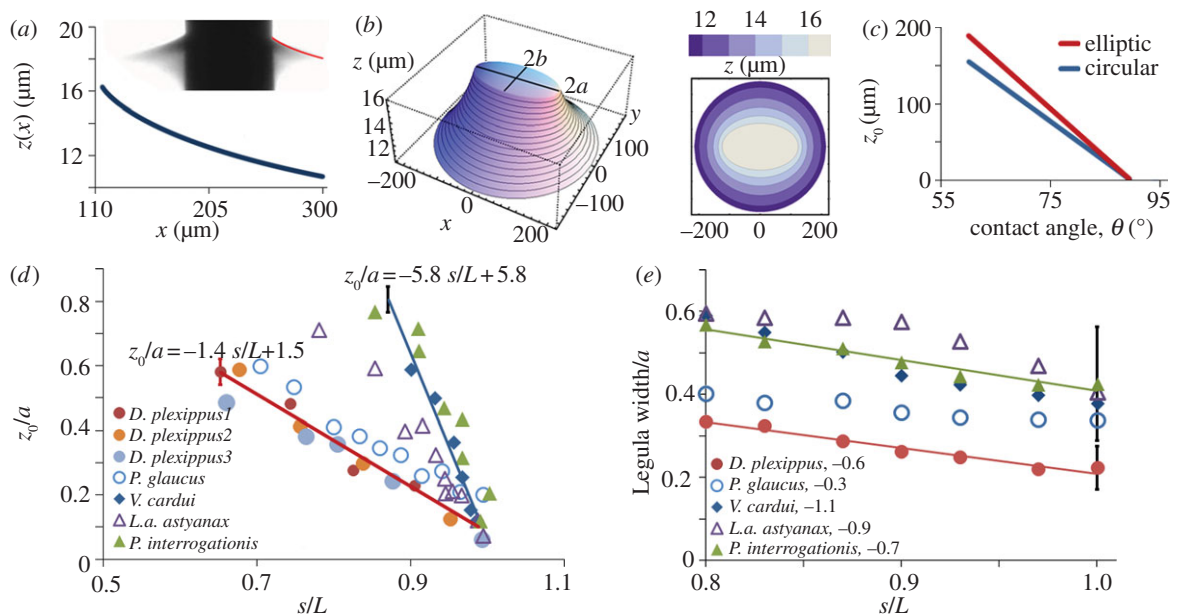 (a)
20
18
16
14
12
z(x) (μm)
110
205
300
x (μm)
(b)
z (μm)
16
14
12
2b
2a
y
100
0
–100
–200
0
200
x
12
14
16
z (μm)
–200
0
200
(c)
elliptic
circular
200
100
0
z₀ (μm)
55
75
95
contact angle, θ (°)
(d)
z₀/a = –5.8 s/L + 5.8
z₀/a = –1.4 s/L+1.5
0.8
0.6
0.4
0.2
0
z₀/a
D. plexippus1
D. plexippus2
D. plexippus3
P. glaucus
V. cardui
L.a. astyanax
P. interrogationis
0.5
0.7
0.9
1.1
s/L
(e)
0.6
0.4
0.2
0
Legula width/a
D. plexippus, –0.6
P. glaucus, –0.3
V. cardui, –1.1
L.a. astyanax, –0.9
P. interrogationis, –0.7
0.8
0.9
1.0
s/L